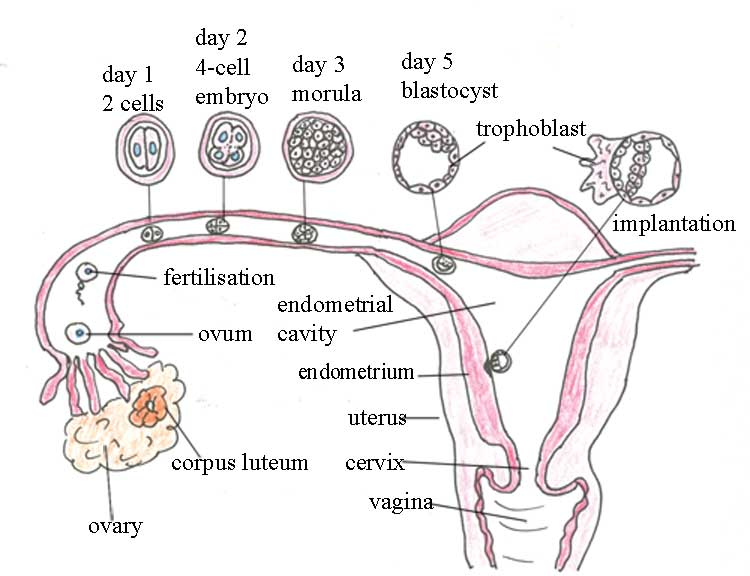 day 1
2 cells
day 2
4-cell
embryo
day 3
morula
day 5
blastocyst
trophoblast
implantation
fertilisation
ovum
endometrial
cavity
endometrium
uterus
corpus luteum
cervix
vagina
ovary